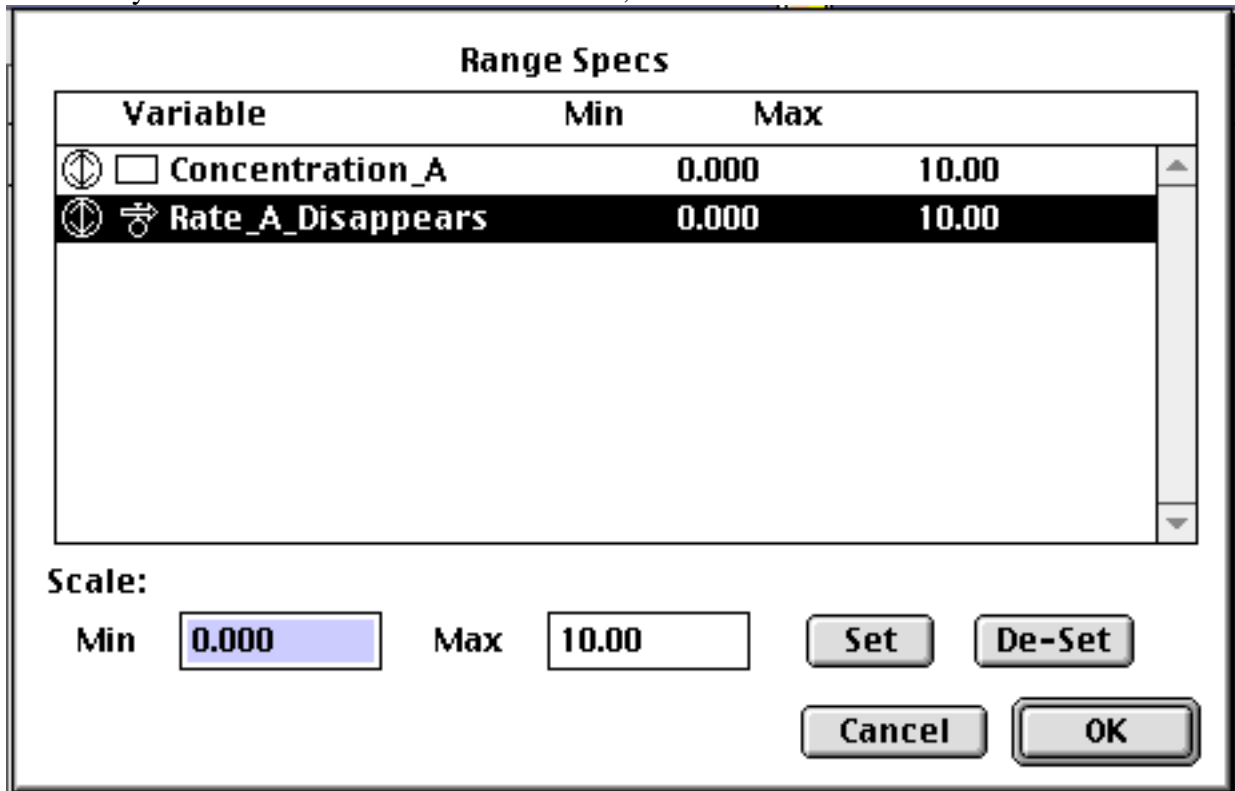 Range Specs
Variable Min Max
Concentration_A 0.000 10.00
Rate_A_Disappears 0.000 10.00
Scale:
Min 0.000 Max 10.00 Set De-Set
Cancel OK